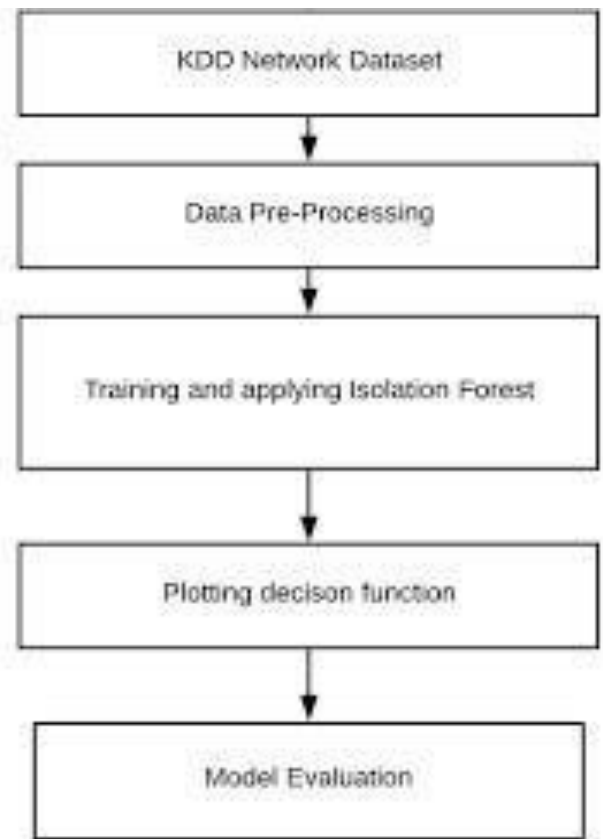 KDD Network Dataset
Data Pre-Processing
Training and applying Isolation Forest
Plotting decison function
Model Evaluation